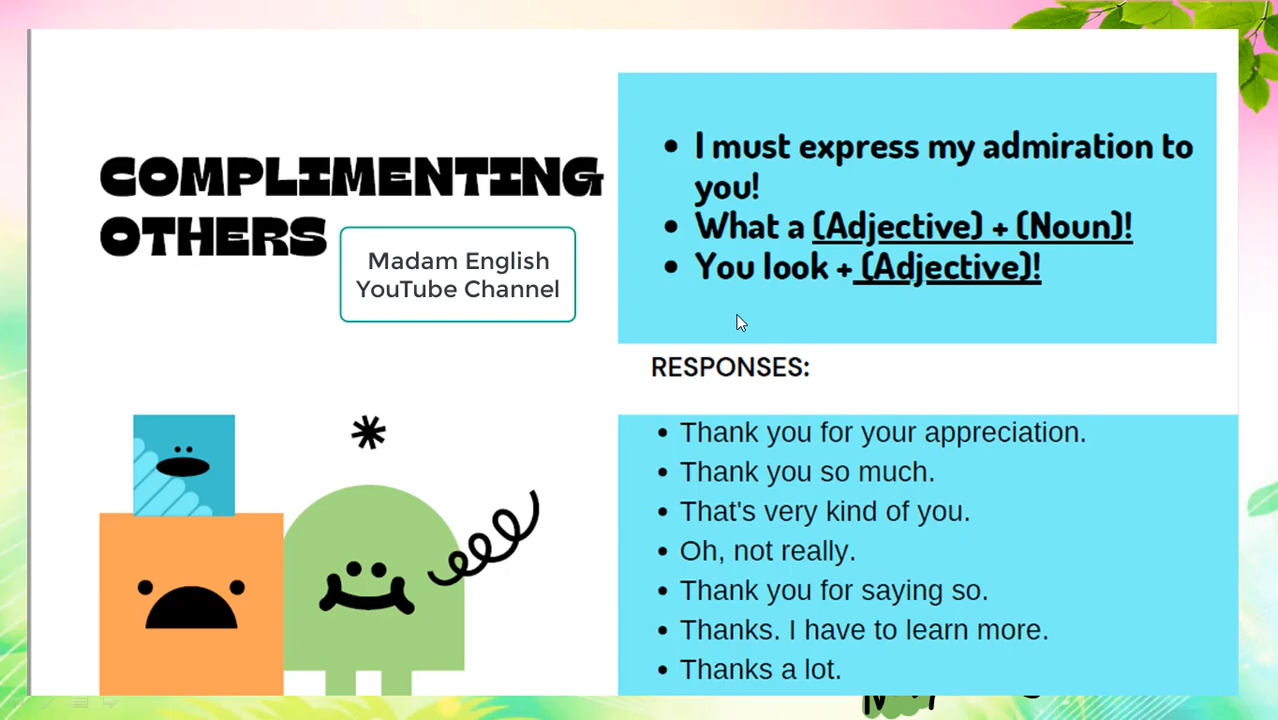 COMPLIMENTING
OTHERS
Madam English
YouTube Channel
• I must express my admiration to
you!
• What a (Adjective) + (Noun)!
• You look + (Adjective)!
RESPONSES:
• Thank you for your appreciation.
• Thank you so much.
• That's very kind of you.
• Oh, not really.
• Thank you for saying so.
• Thanks. I have to learn more.
• Thanks a lot.